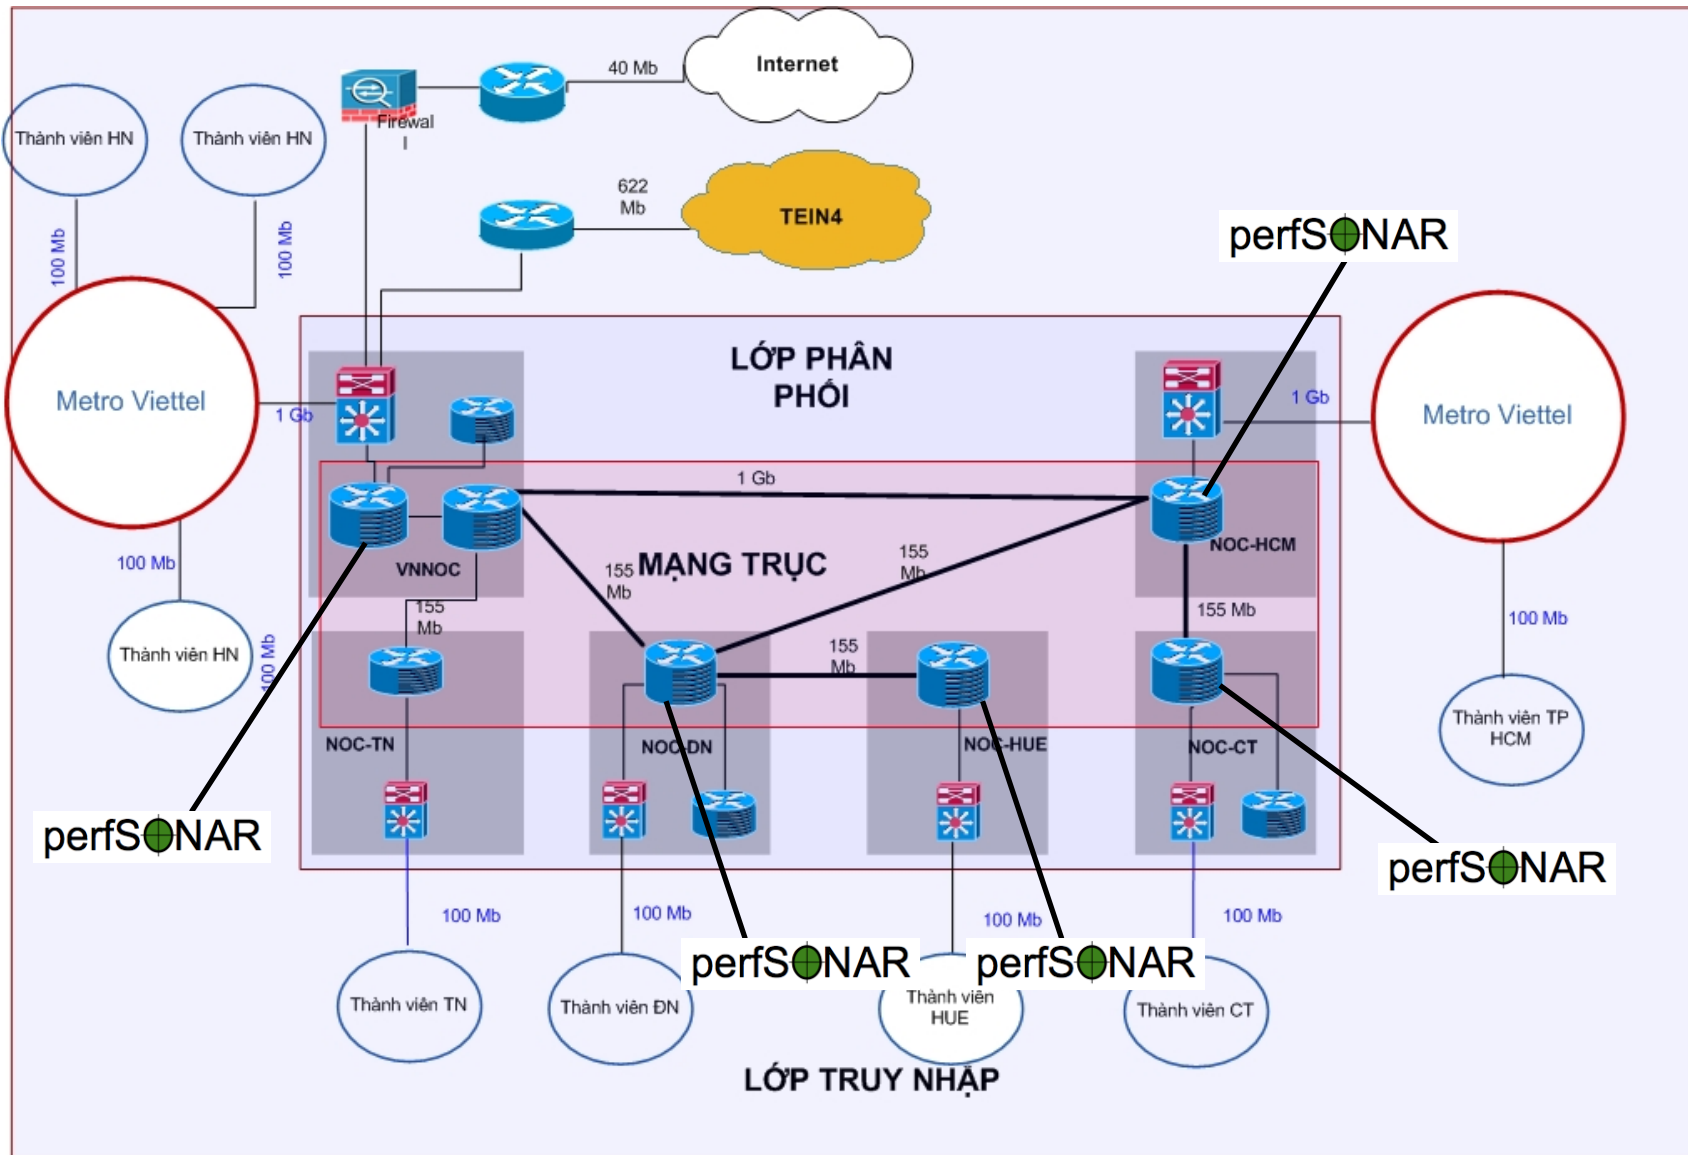 Internet
40 Mb
Firewal
l
Thành viên HN
Thành viên HN
622
Mb
TEIN4
100 Mb
100 Mb
perfSONAR
LỚP PHÂN
PHỐI
Metro Viettel
1 Gb
1 Gb
Metro Viettel
1 Gb
MẠNG TRỤC
VNNOC
NOC-HCM
155
Mb
155
Mb
100 Mb
155
Mb
155 Mb
100 Mb
Thành viên HN
100 Mb
155
Mb
Thành viên TP
HCM
NOC-TN
NOC-DN
NOC-HUE
NOC-CT
perfSONAR
perfSONAR
100 Mb
100 Mb
100 Mb
100 Mb
perfSONAR
perfSONAR
Thành viên TN
Thành viên ĐN
Thành viên
HUE
Thành viên CT
LỚP TRUY NHẬP